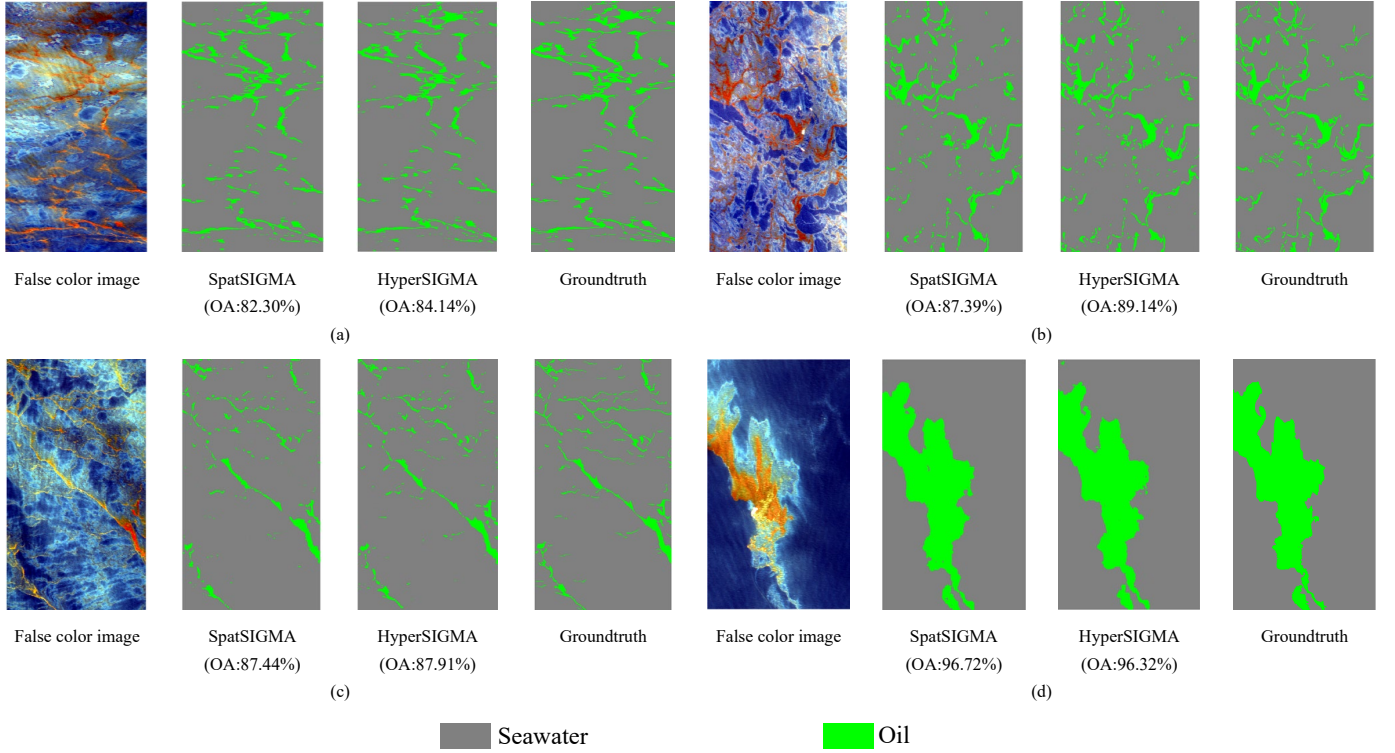 False color image SpatSIGMA HyperSIGMA Groundtruth False color image SpatSIGMA HyperSIGMA Groundtruth
(OA:82.30%) (OA:84.14%) (OA:87.39%) (OA:89.14%)
(a) (b)
False color image SpatSIGMA HyperSIGMA Groundtruth False color image SpatSIGMA HyperSIGMA Groundtruth
(OA:87.44%) (OA:87.91%) (OA:96.72%) (OA:96.32%)
(c) (d)
Seawater Oil